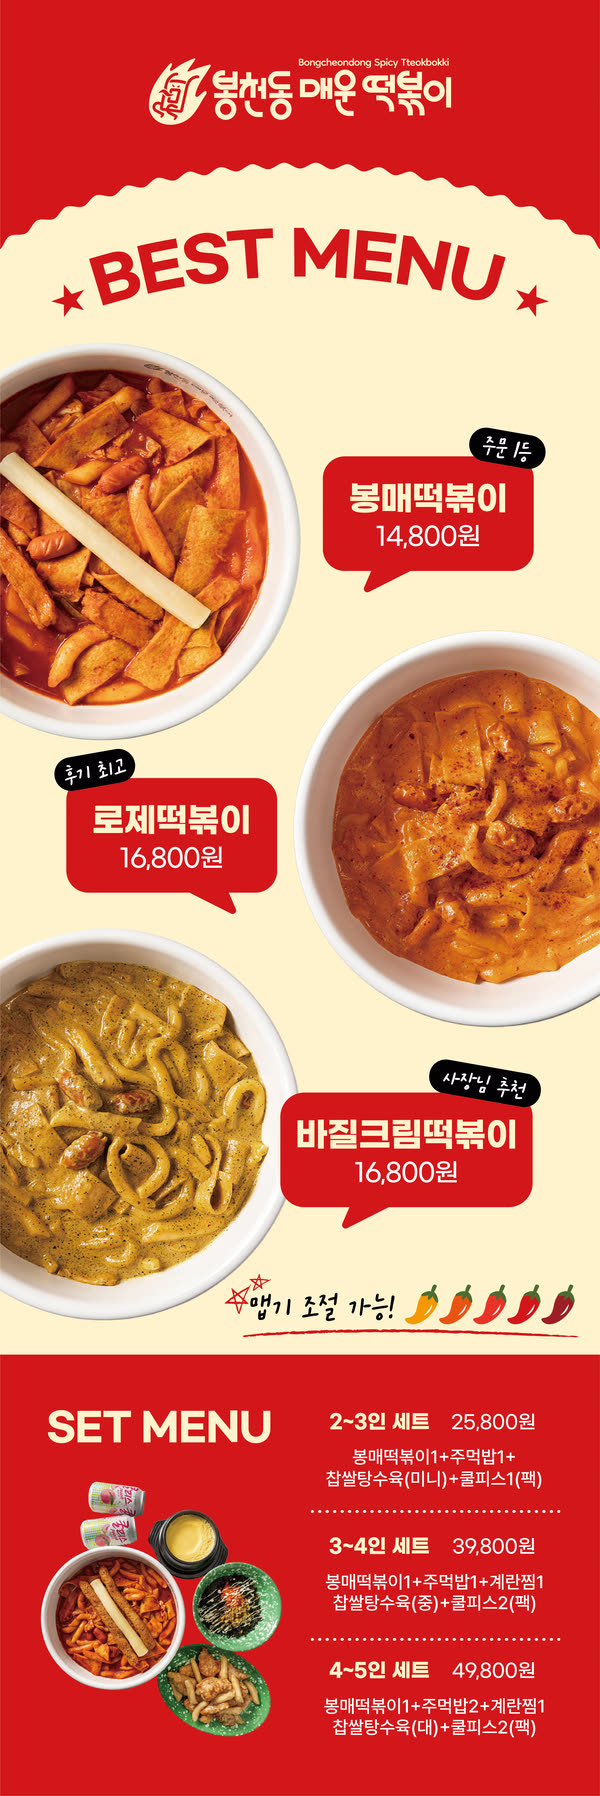 Bongcheondong Spicy Tteokbokki
봉천동 매운 떡볶이
BEST MENU
주문 1등
봉매떡볶이
14,800원
후기 최고
로제떡볶이
16,800원
사장님 추천
바질크림떡볶이
16,800원
맵기 조절 가능!
SET MENU
2~3인 세트 25,800원
봉매떡볶이1+주먹밥1+
찹쌀탕수육(미니)+쿨피스1(팩)
3~4인 세트 39,800원
봉매떡볶이1+주먹밥1+계란찜1
찹쌀탕수육(중)+쿨피스2(팩)
4~5인 세트 49,800원
봉매떡볶이1+주먹밥2+계란찜1
찹쌀탕수육(대)+쿨피스2(팩)